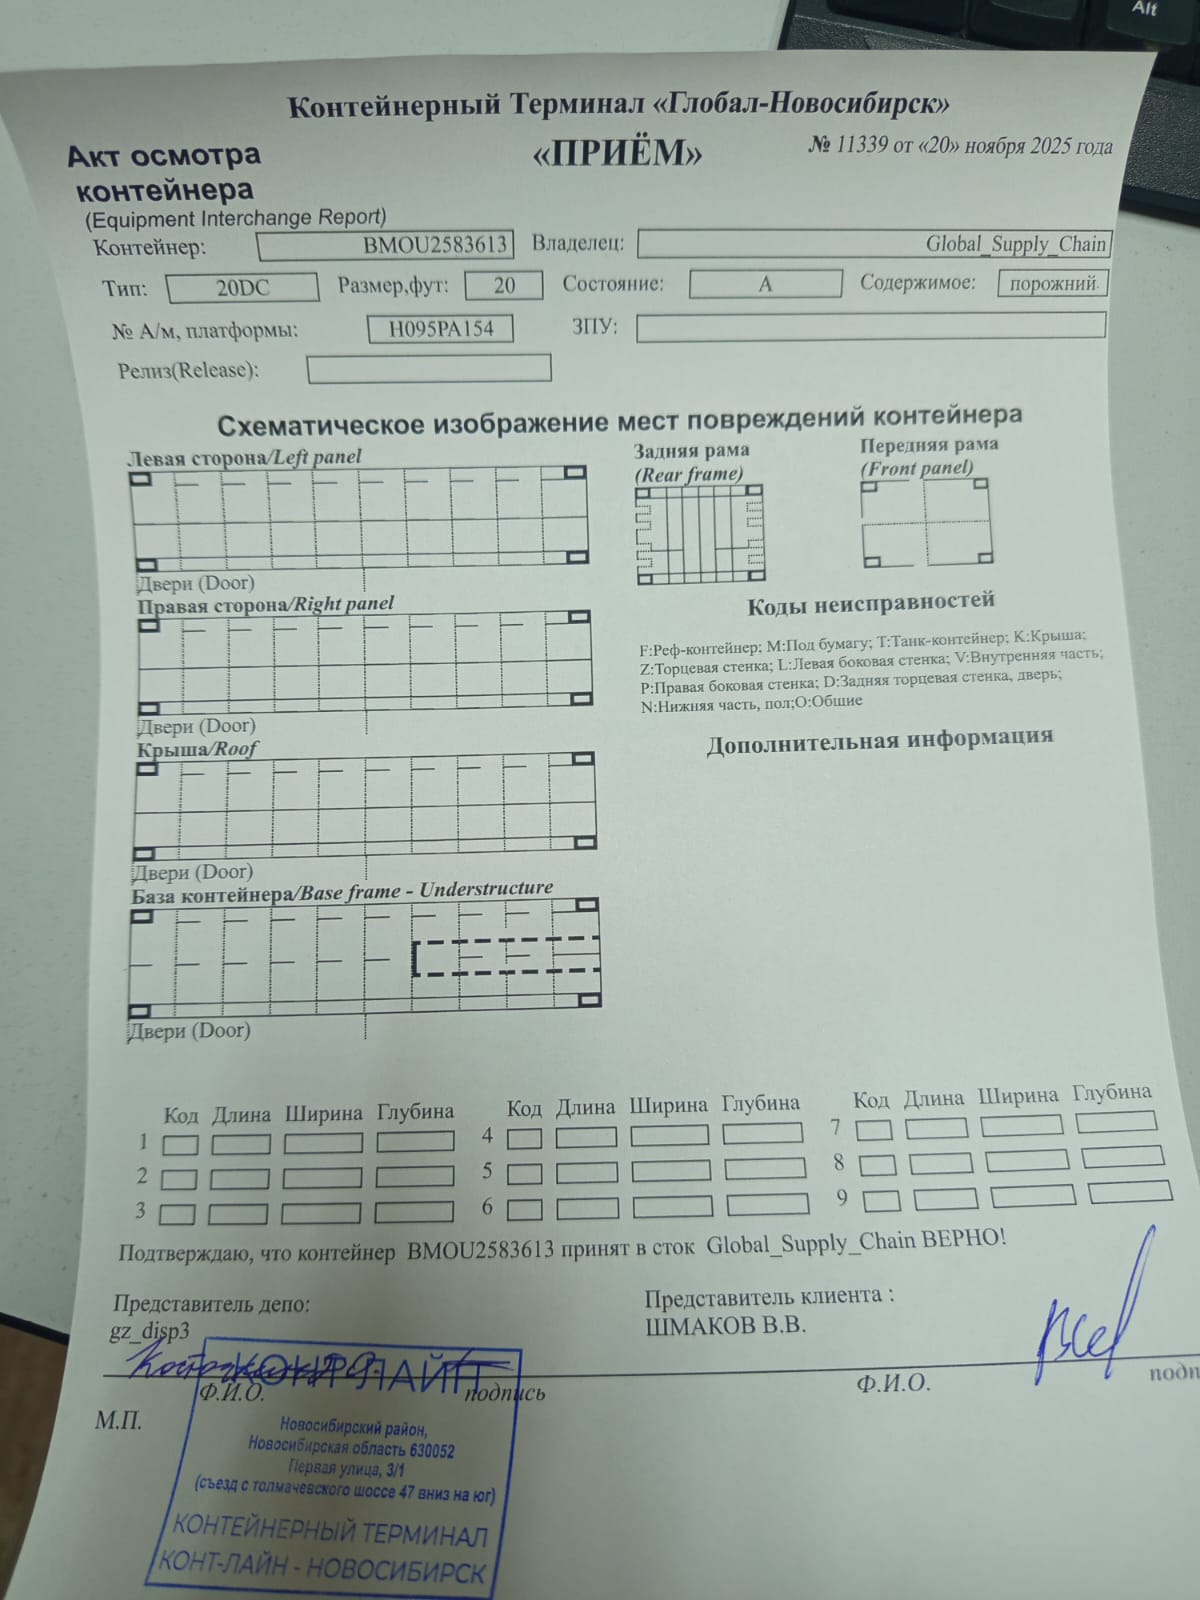 Alt
Контейнерный Терминал «Глобал-Новосибирск»
Акт осмотра контейнера
«ПРИЁМ»
№ 11339 от «20» ноября 2025 года
(Equipment Interchange Report)
Контейнер: BMOU2583613 Владелец: Global_Supply_Chain
Тип: 20DC Размер,фут: 20 Состояние: A Содержимое: порожний
№ А/м, платформы: H095PA154 ЗПУ:
Релиз(Release):
Схематическое изображение мест повреждений контейнера
Левая сторона/Left panel
Задняя рама
(Rear frame)
Передняя рама
(Front panel)
Двери (Door)
Правая сторона/Right panel
Двери (Door)
Крыша/Roof
Двери (Door)
База контейнера/Base frame - Understructure
Двери (Door)
Коды неисправностей
F:Реф-контейнер; M:Под бумагу; T:Танк-контейнер; K:Крыша;
Z:Торцевая стенка; L:Левая боковая стенка; V:Внутренняя часть;
P:Правая боковая стенка; D:Задняя торцевая стенка, дверь;
N:Нижняя часть, пол;O:Общие
Дополнительная информация
Код Длина Ширина Глубина Код Длина Ширина Глубина Код Длина Ширина Глубина
1 4 7
2 5 8
3 6 9
Подтверждаю, что контейнер BMOU2583613 принят в сток Global_Supply_Chain ВЕРНО!
Представитель депо:
gz_disp3
Представитель клиента :
ШМАКОВ В.В.
Ф.И.О. подпись
Ф.И.О. подп
М.П.
КОНТ-ЛАЙН
Новосибирский район,
Новосибирская область 630052
Первая улица, 3/1
(съезд с толмачевского шоссе 47 вниз на юг)
КОНТЕЙНЕРНЫЙ ТЕРМИНАЛ
КОНТ-ЛАЙН - НОВОСИБИРСК